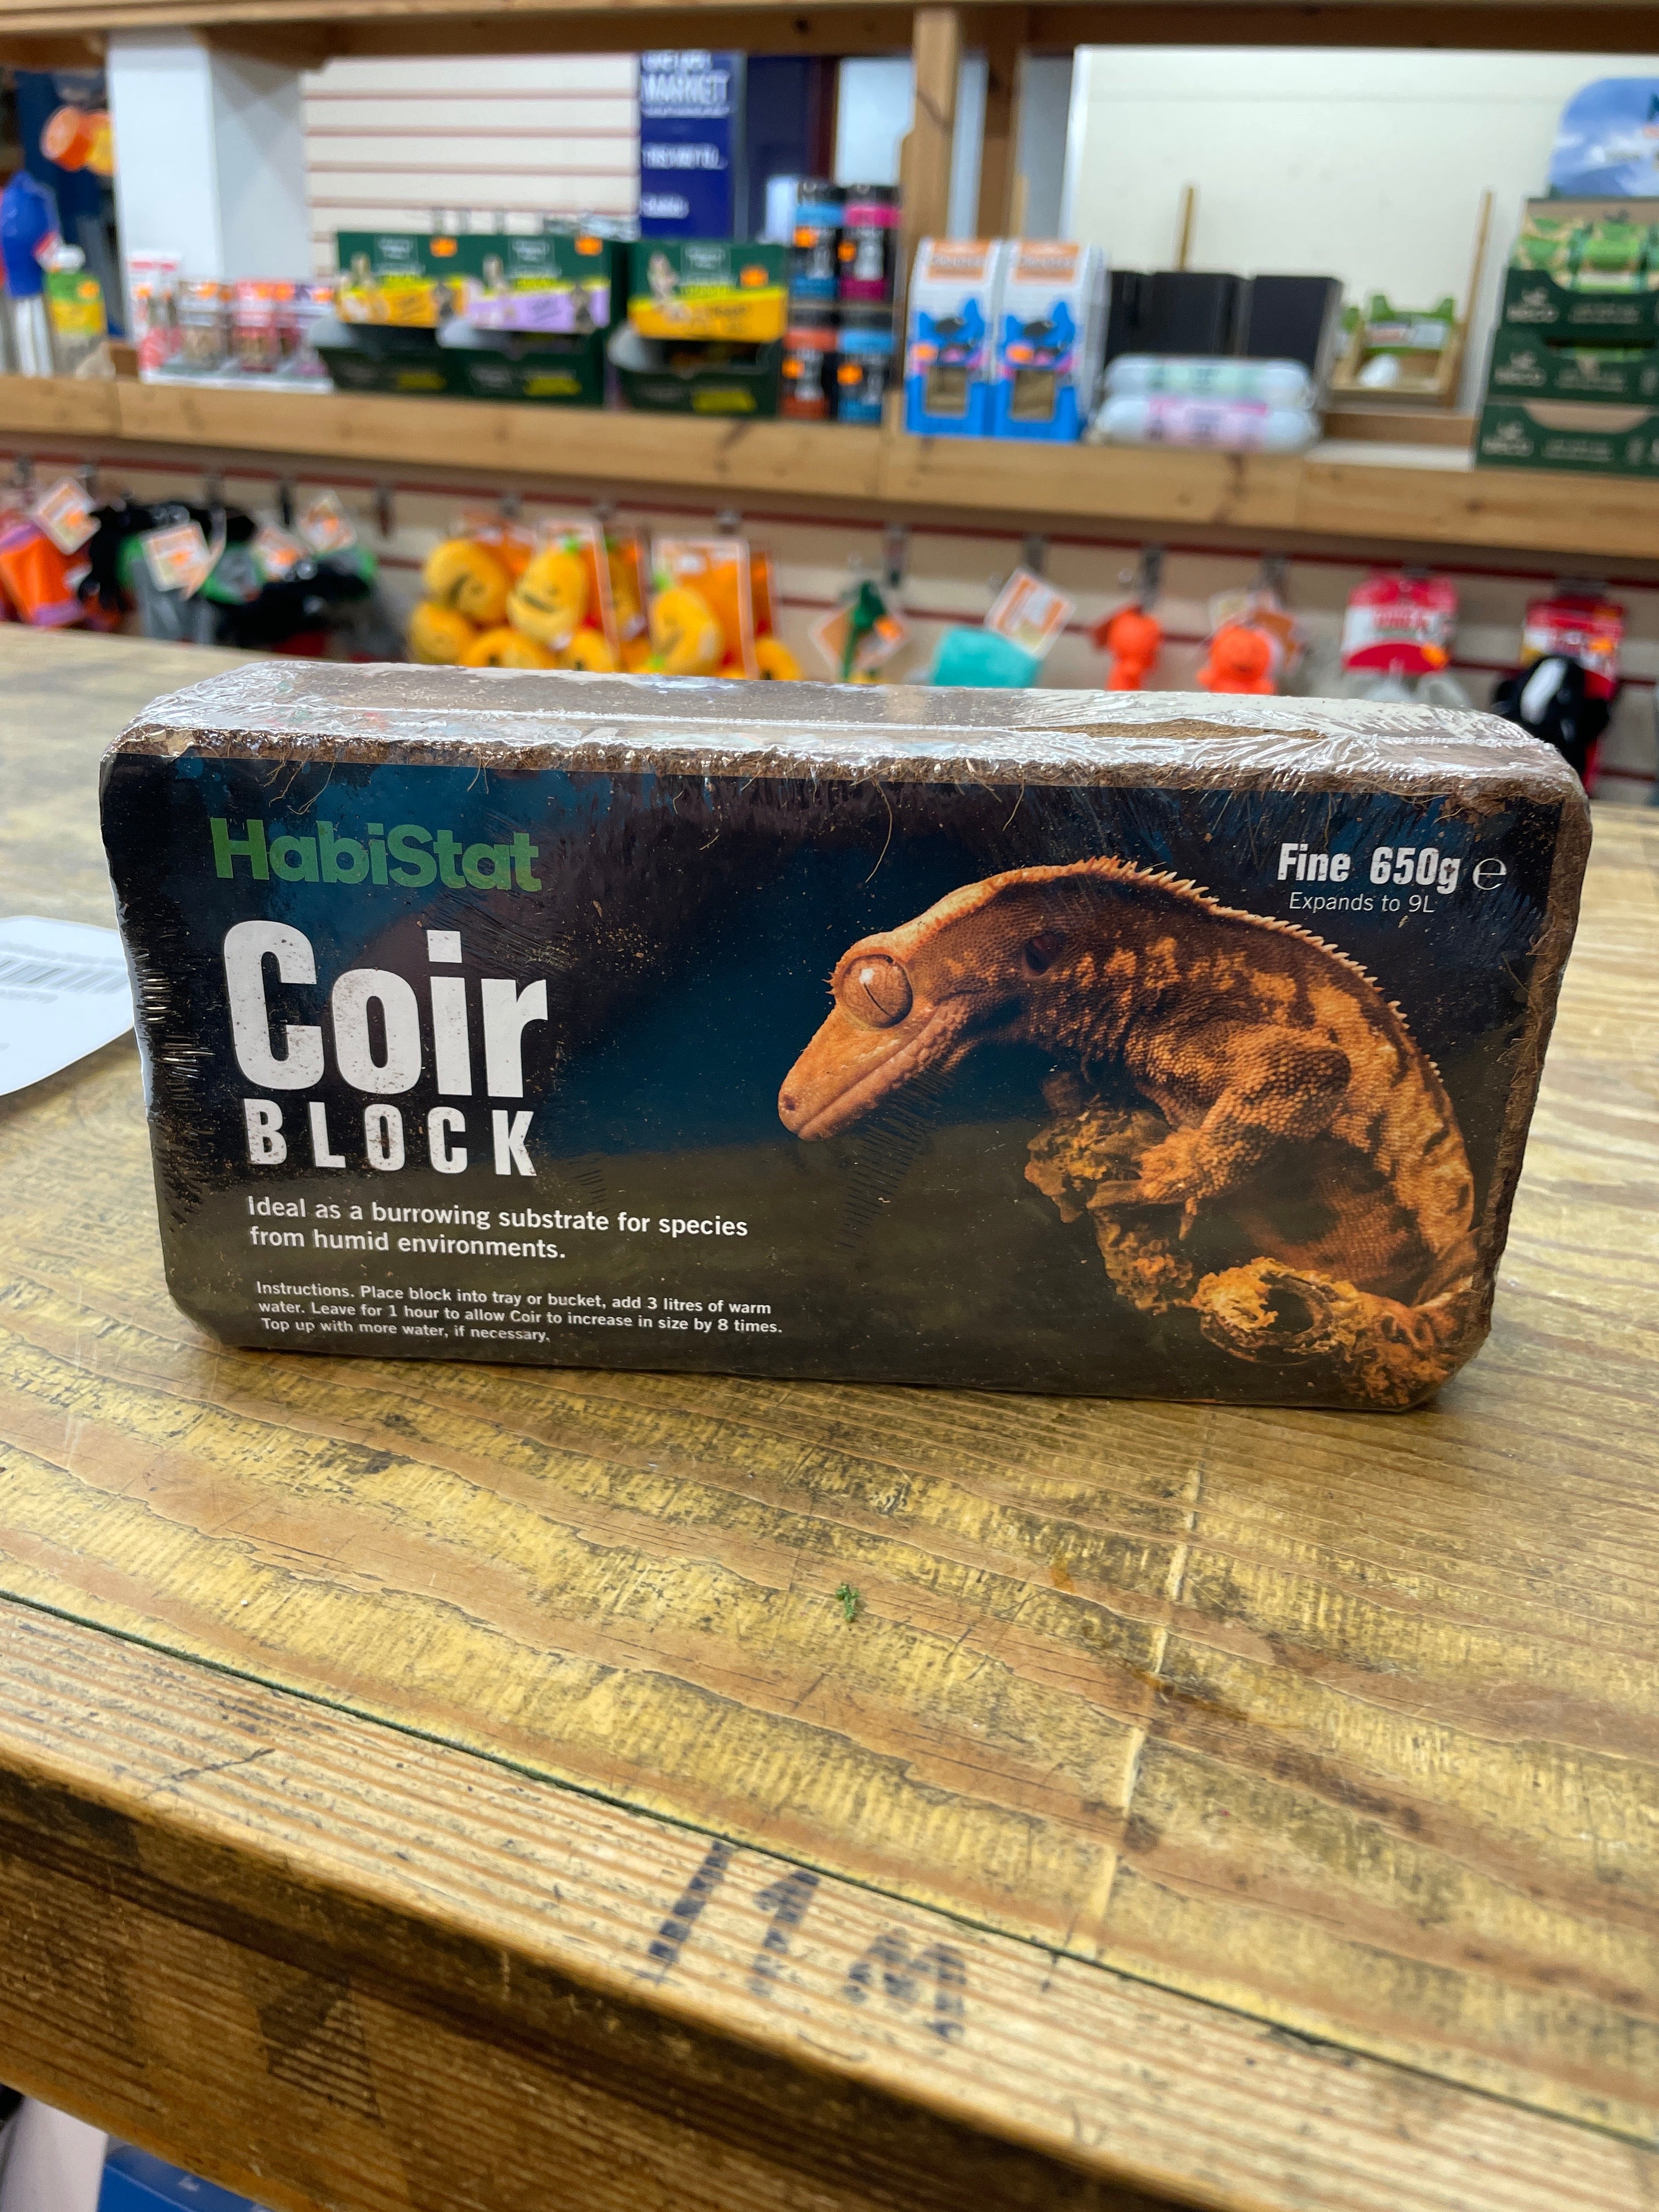 MARKET
HabiStat
Fine 650g ℮
Expands to 9L
Coir
BLOCK
Ideal as a burrowing substrate for species
from humid environments.
Instructions. Place block into tray or bucket, add 3 litres of warm
water. Leave for 1 hour to allow Coir to increase in size by 8 times.
Top up with more water, if necessary.
1M